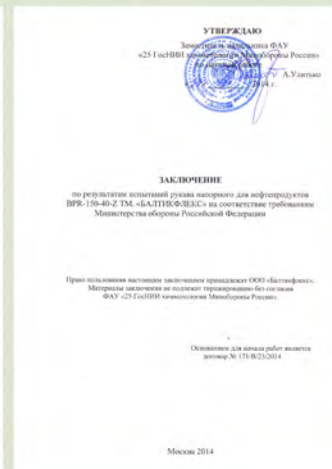 УТВЕРЖДАЮ
Заместитель начальника ФАУ
«25 ГосНИИ химмотологии Минобороны России»
А.Улитько
2014 г.
ЗАКЛЮЧЕНИЕ
по результатам испытаний рукава напорного для нефтепродуктов
BPR-150-40-Z ТМ. «БАЛТИКФЛЕКС» на соответствие требованиям
Министерства обороны Российской Федерации
Право пользования настоящим заключением принадлежит ООО «Балтикфлекс».
Материалы заключения не подлежат тиражированию без согласия
ФАУ «25 ГосНИИ химмотологии Минобороны России».
Основанием для начала работ является
договор № 171/В/23/2014
Москва 2014